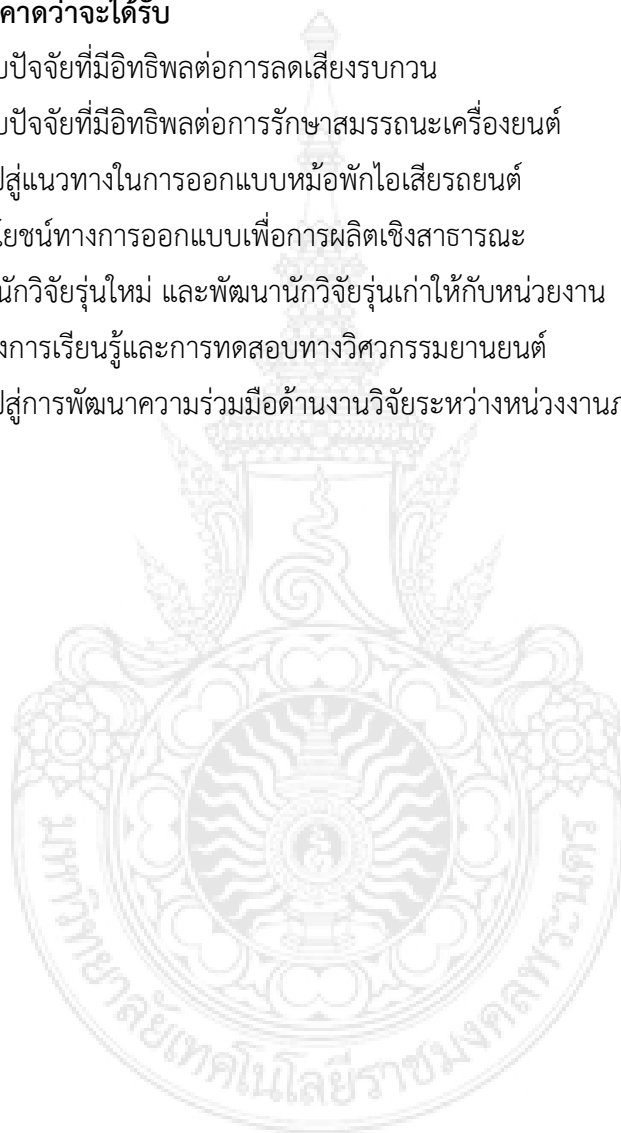 คาดว่าจะได้รับ
บปัจจัยที่มีอิทธิพลต่อการลดเสียงรบกวน
บปัจจัยที่มีอิทธิพลต่อการรักษาสมรรถนะเครื่องยนต์
ปสู่แนวทางในการออกแบบหม้อพักไอเสียรถยนต์
โยชน์ทางการออกแบบเพื่อการผลิตเชิงสาธารณะ
นักวิจัยรุ่นใหม่ และพัฒนานักวิจัยรุ่นเก่าให้กับหน่วยงาน
งการเรียนรู้และการทดสอบทางวิศวกรรมยานยนต์
ปสู่การพัฒนาความร่วมมือด้านงานวิจัยระหว่างหน่วงงานภ
มหาวิทยาลัยเทคโนโลยีราชมงคลพระนคร